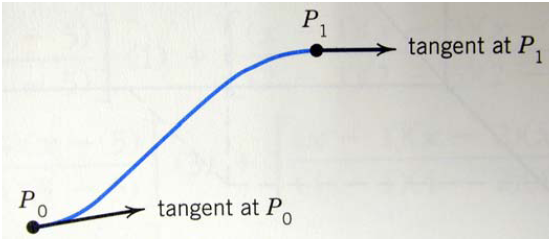 P₁
tangent at P₁
P₀
tangent at P₀